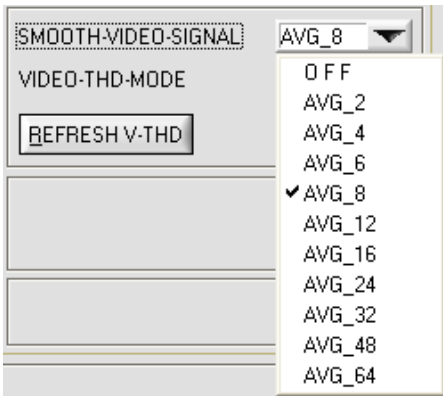 SMOOTH-VIDEO-SIGNAL AVG_8
VIDEO-THD-MODE
REFRESH V-THD
O F F
AVG_2
AVG_4
AVG_6
AVG_8
AVG_12
AVG_16
AVG_24
AVG_32
AVG_48
AVG_64